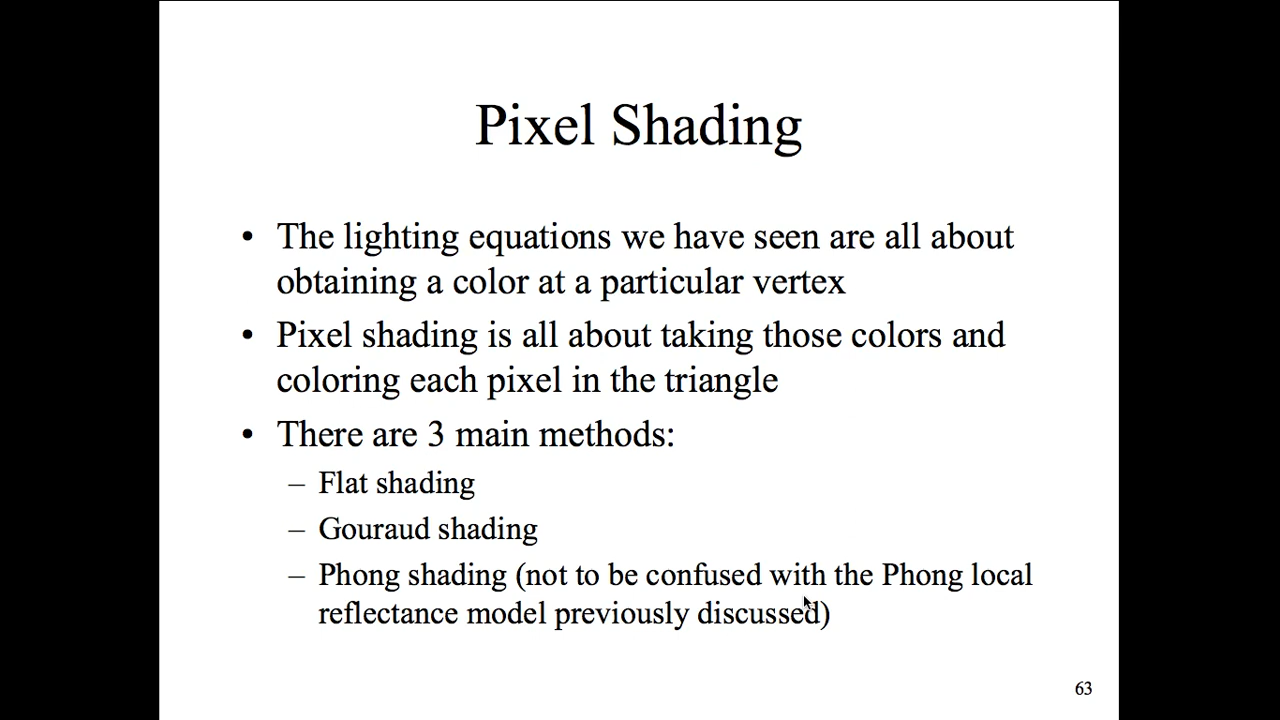 Pixel Shading
• The lighting equations we have seen are all about
obtaining a color at a particular vertex
• Pixel shading is all about taking those colors and
coloring each pixel in the triangle
• There are 3 main methods:
– Flat shading
– Gouraud shading
– Phong shading (not to be confused with the Phong local
reflectance model previously discussed)
63